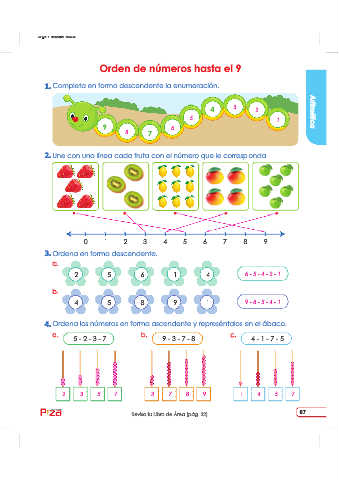 Orden de números hasta el 9
1. Completa en forma descendente la enumeración.
9 8 7 6 5 4 3 2 1
Aritmética
2. Une con una línea cada fruta con el número que le corresponda.
0 1 2 3 4 5 6 7 8 9
3. Ordena en forma descendente.
a.
2 5 6 1 4
6 - 5 - 4 - 2 - 1
b.
4 5 8 9 1
9 - 8 - 5 - 4 - 1
4. Ordena los números en forma ascendente y represéntalos en el ábaco.
a. 5 - 2 - 3 - 7 b. 9 - 3 - 7 - 8 c. 4 - 1 - 7 - 5
2 3 5 7 3 7 8 9 1 4 5 7
Revisa la Libro de Área (pág. 32)
87